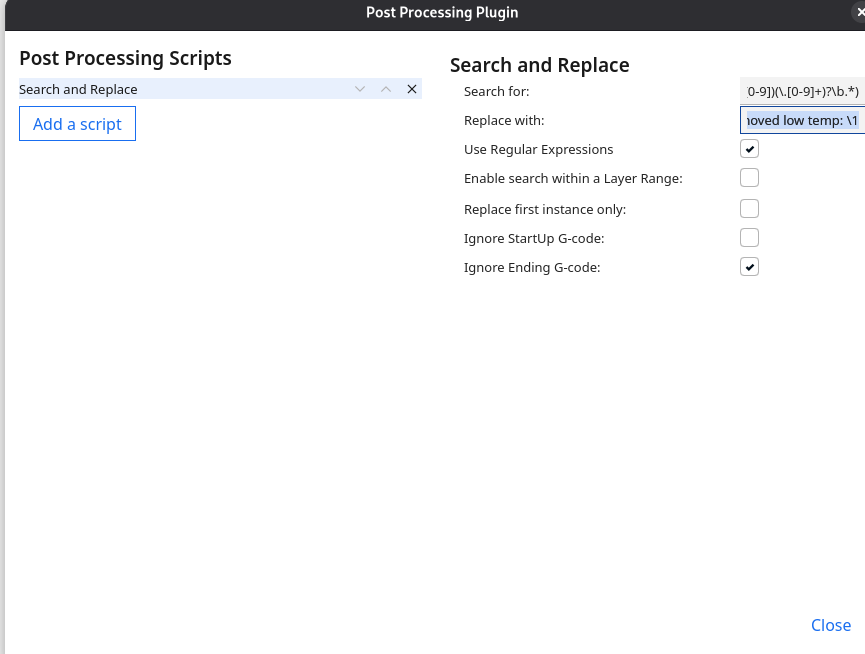 Post Processing Plugin
Post Processing Scripts
Search and Replace
Add a script
Search and Replace
Search for: 0-9])(\.[0-9]+)?\b.*)
Replace with: noved low temp: \1
Use Regular Expressions
Enable search within a Layer Range:
Replace first instance only:
Ignore StartUp G-code:
Ignore Ending G-code:
Close